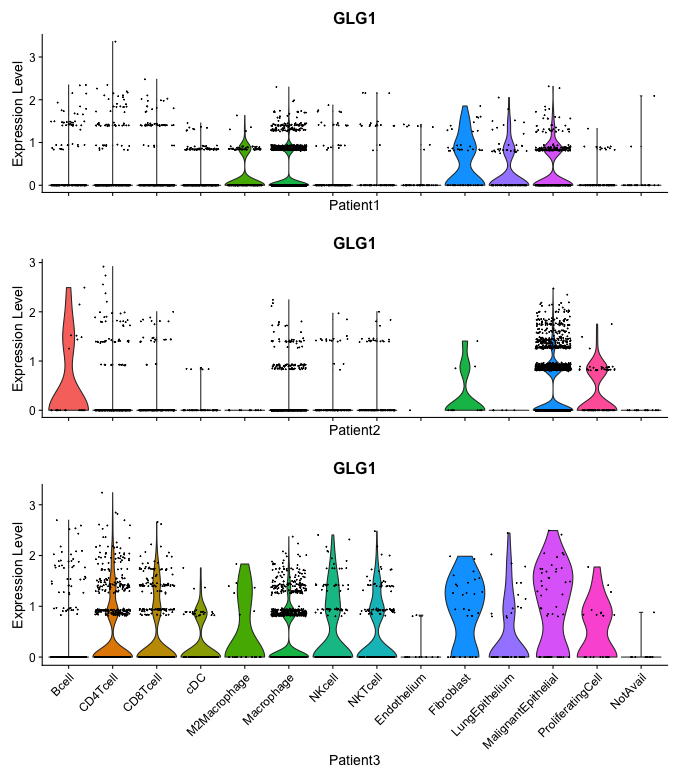 GLG1
Expression Level
3
2
1
0
Patient1
GLG1
Expression Level
3
2
1
0
Patient2
GLG1
Expression Level
3
2
1
0
Bcell
CD4Tcell
CD8Tcell
cDC
M2Macrophage
Macrophage
NKcell
NKTcell
Endothelium
Fibroblast
LungEpithelium
MalignantEpithelial
ProliferatingCell
NotAvail
Patient3